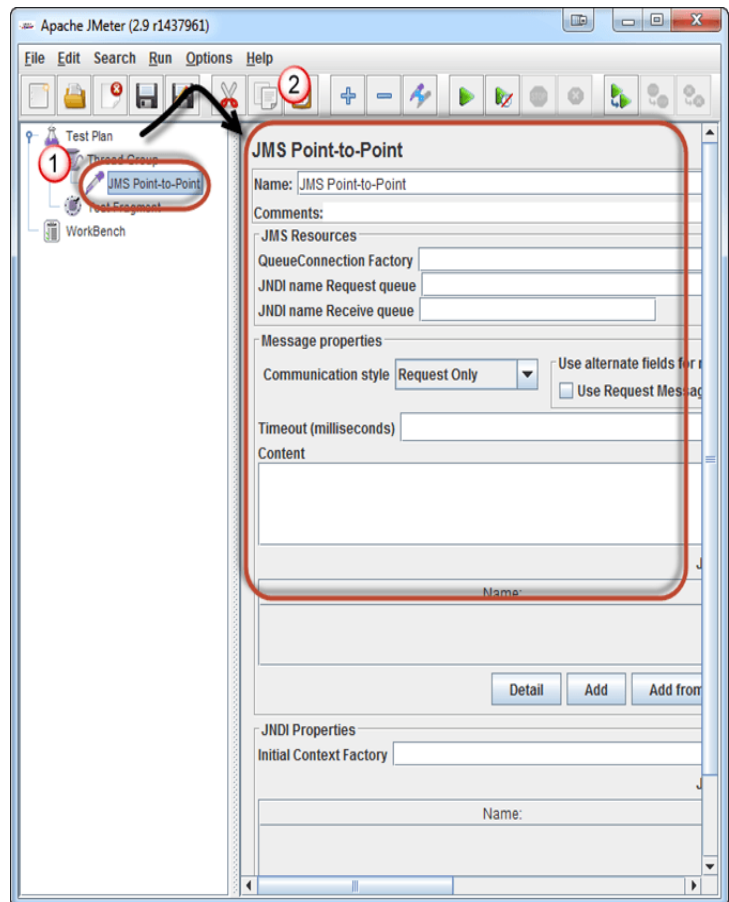 Apache JMeter (2.9 r1437961)
File Edit Search Run Options Help
2
Test Plan
1
Thread Group
JMS Point-to-Point
Test Fragment
WorkBench
JMS Point-to-Point
Name: JMS Point-to-Point
Comments:
JMS Resources
QueueConnection Factory
JNDI name Request queue
JNDI name Receive queue
Message properties
Communication style Request Only
Use alternate fields for
Use Request Messag
Timeout (milliseconds)
Content
J
Name:
Detail Add Add from
JNDI Properties
Initial Context Factory
J
Name: